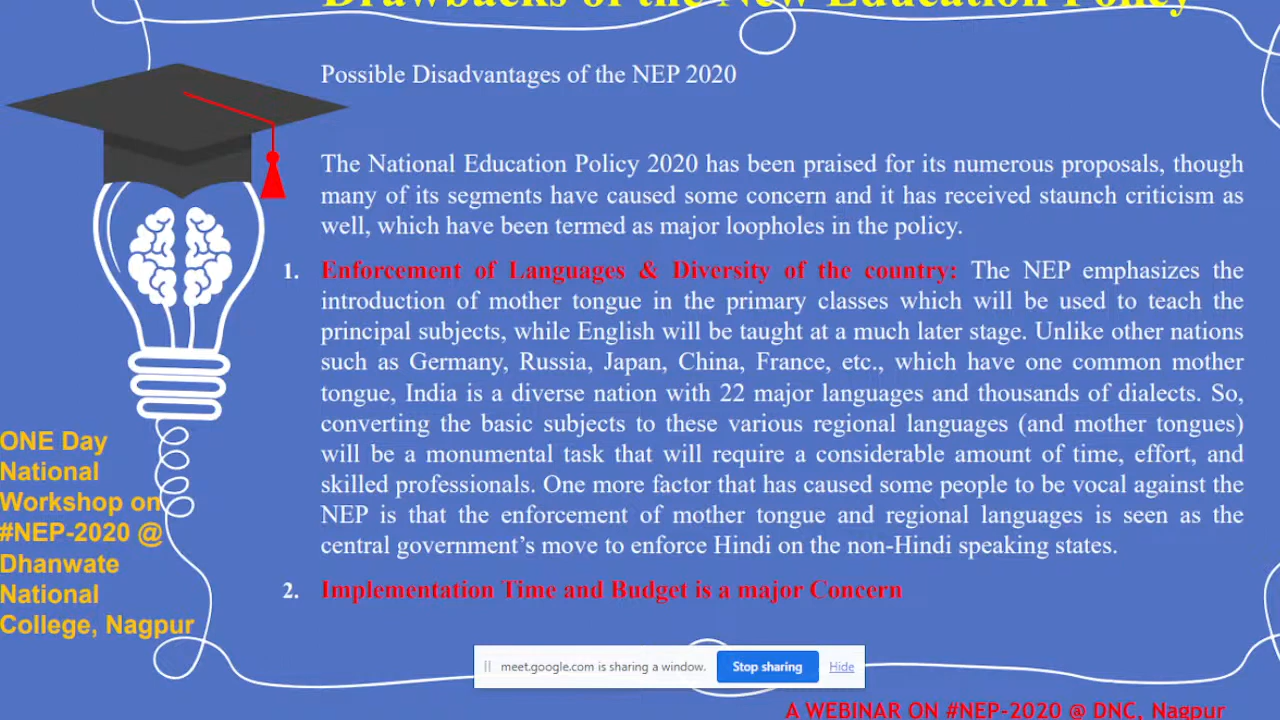 Drawbacks of the New Education Policy
Possible Disadvantages of the NEP 2020
The National Education Policy 2020 has been praised for its numerous proposals, though
many of its segments have caused some concern and it has received staunch criticism as
well, which have been termed as major loopholes in the policy.
1. Enforcement of Languages & Diversity of the country: The NEP emphasizes the
introduction of mother tongue in the primary classes which will be used to teach the
principal subjects, while English will be taught at a much later stage. Unlike other nations
such as Germany, Russia, Japan, China, France, etc., which have one common mother
tongue, India is a diverse nation with 22 major languages and thousands of dialects. So,
converting the basic subjects to these various regional languages (and mother tongues)
will be a monumental task that will require a considerable amount of time, effort, and
skilled professionals. One more factor that has caused some people to be vocal against the
NEP is that the enforcement of mother tongue and regional languages is seen as the
central government’s move to enforce Hindi on the non-Hindi speaking states.
2. Implementation Time and Budget is a major Concern
ONE Day
National
Workshop on
#NEP-2020 @
Dhanwate
National
College, Nagpur
meet.google.com is sharing a window. Stop sharing Hide
A WEBINAR ON #NEP-2020 @ DNC, Nagpur